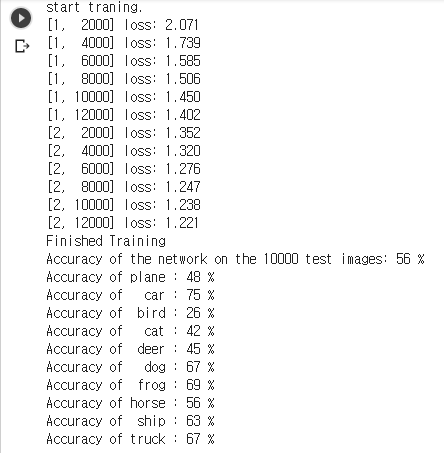 start traning.
[1,  2000] loss: 2.071
[1,  4000] loss: 1.739
[1,  6000] loss: 1.585
[1,  8000] loss: 1.506
[1, 10000] loss: 1.450
[1, 12000] loss: 1.402
[2,  2000] loss: 1.352
[2,  4000] loss: 1.320
[2,  6000] loss: 1.276
[2,  8000] loss: 1.247
[2, 10000] loss: 1.238
[2, 12000] loss: 1.221
Finished Training
Accuracy of the network on the 10000 test images: 56 %
Accuracy of plane : 48 %
Accuracy of   car : 75 %
Accuracy of  bird : 26 %
Accuracy of   cat : 42 %
Accuracy of  deer : 45 %
Accuracy of   dog : 67 %
Accuracy of  frog : 69 %
Accuracy of horse : 56 %
Accuracy of  ship : 63 %
Accuracy of truck : 67 %